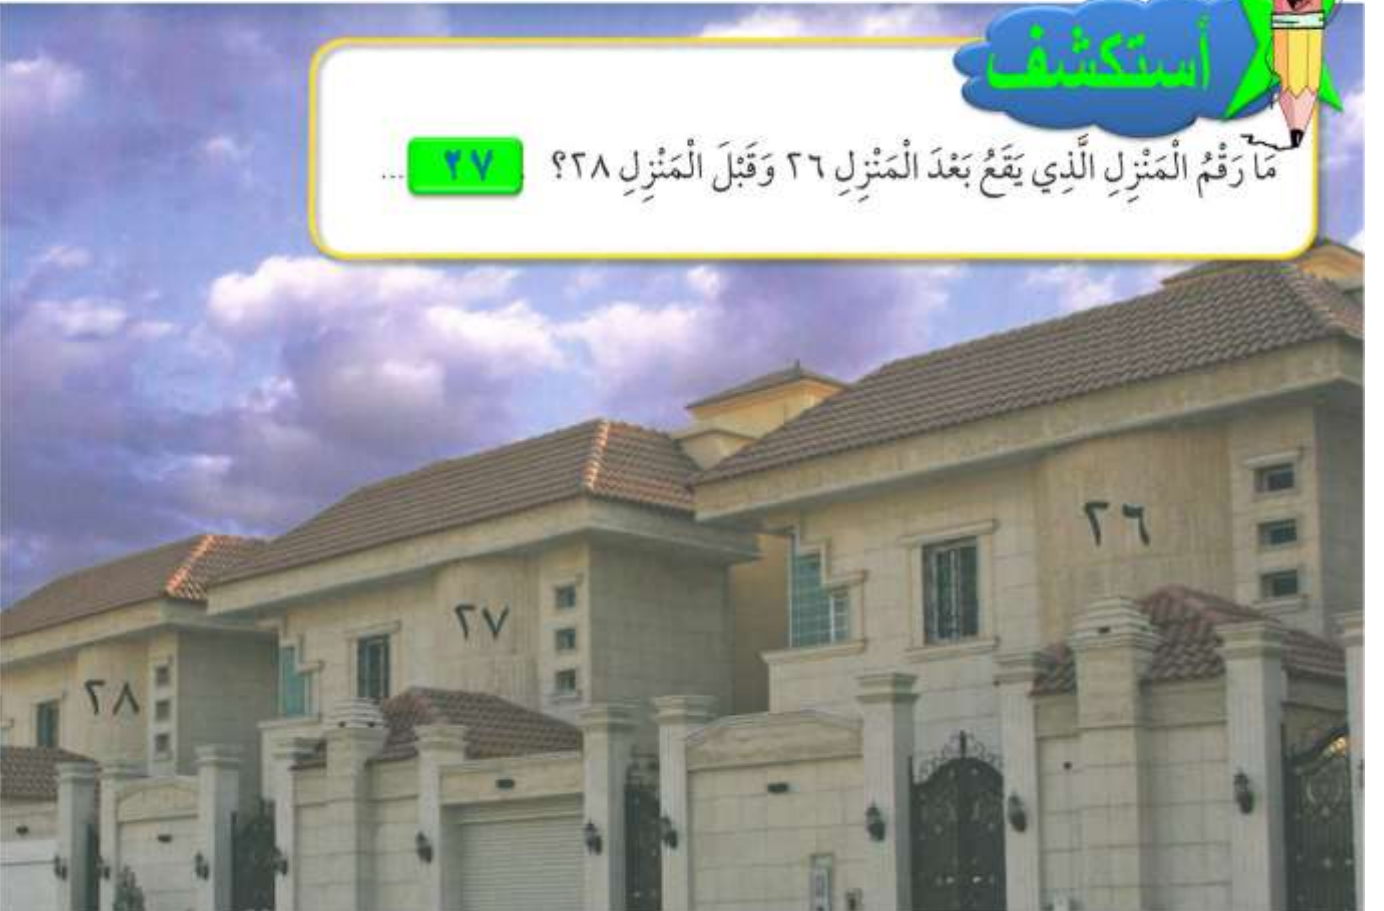 أستكشف
مَا رَقْمُ الْمَنْزِلِ الَّذِي يَقَعُ بَعْدَ الْمَنْزِلِ ٢٦ وَقَبْلَ الْمَنْزِلِ ٢٨؟ ٢٧ ...
٢٦
٢٧
٢٨